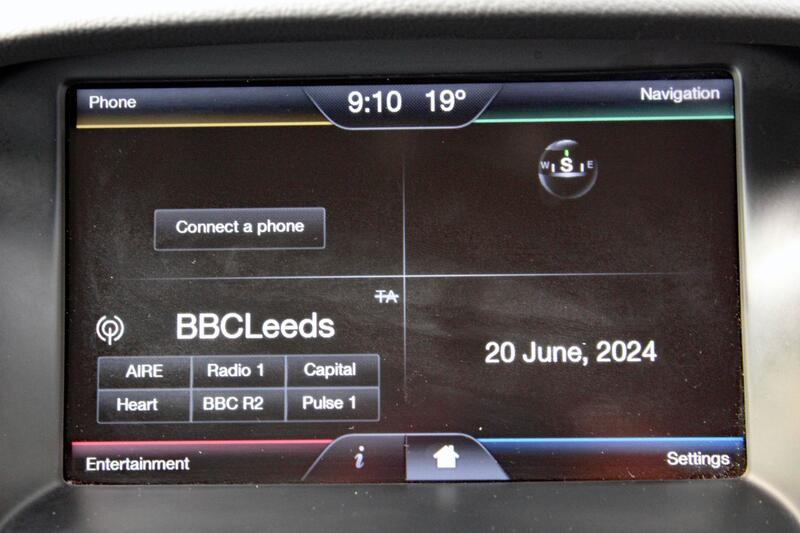 Phone 9:10 19° Navigation
W S E
Connect a phone
TA
BBCLeeds
20 June, 2024
AIRE Radio 1 Capital
Heart BBC R2 Pulse 1
Entertainment i Settings